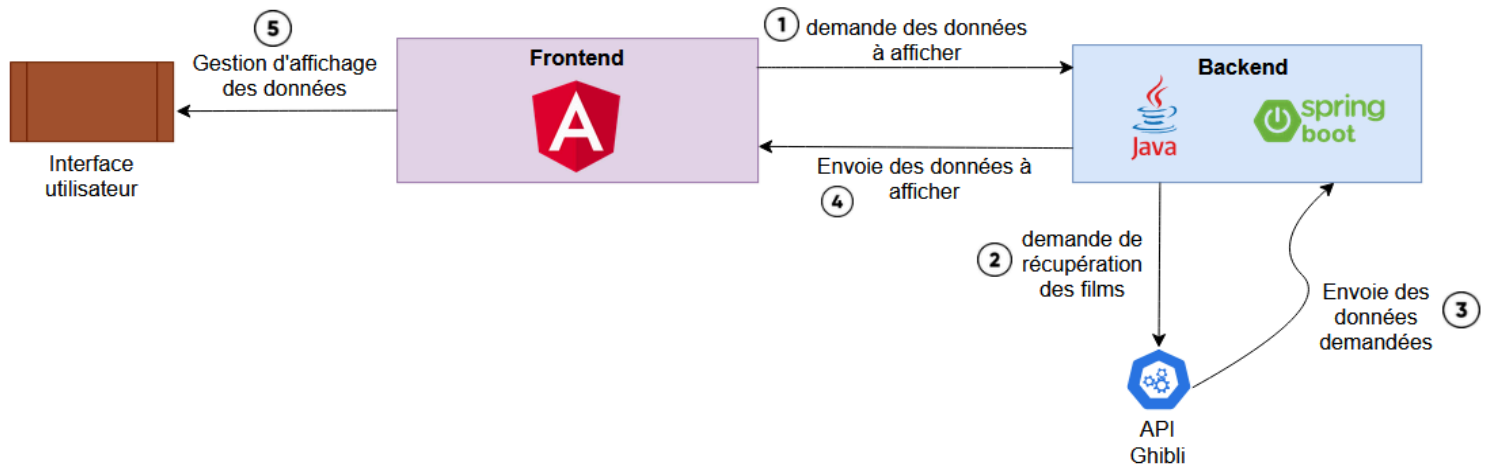 5
Gestion d'affichage
des données
Interface
utilisateur
Frontend
1
demande des données
à afficher
Envoie des données à
afficher
4
Backend
Java
spring
boot
2
demande de
récupération
des films
Envoie des
données
demandées
3
API
Ghibli